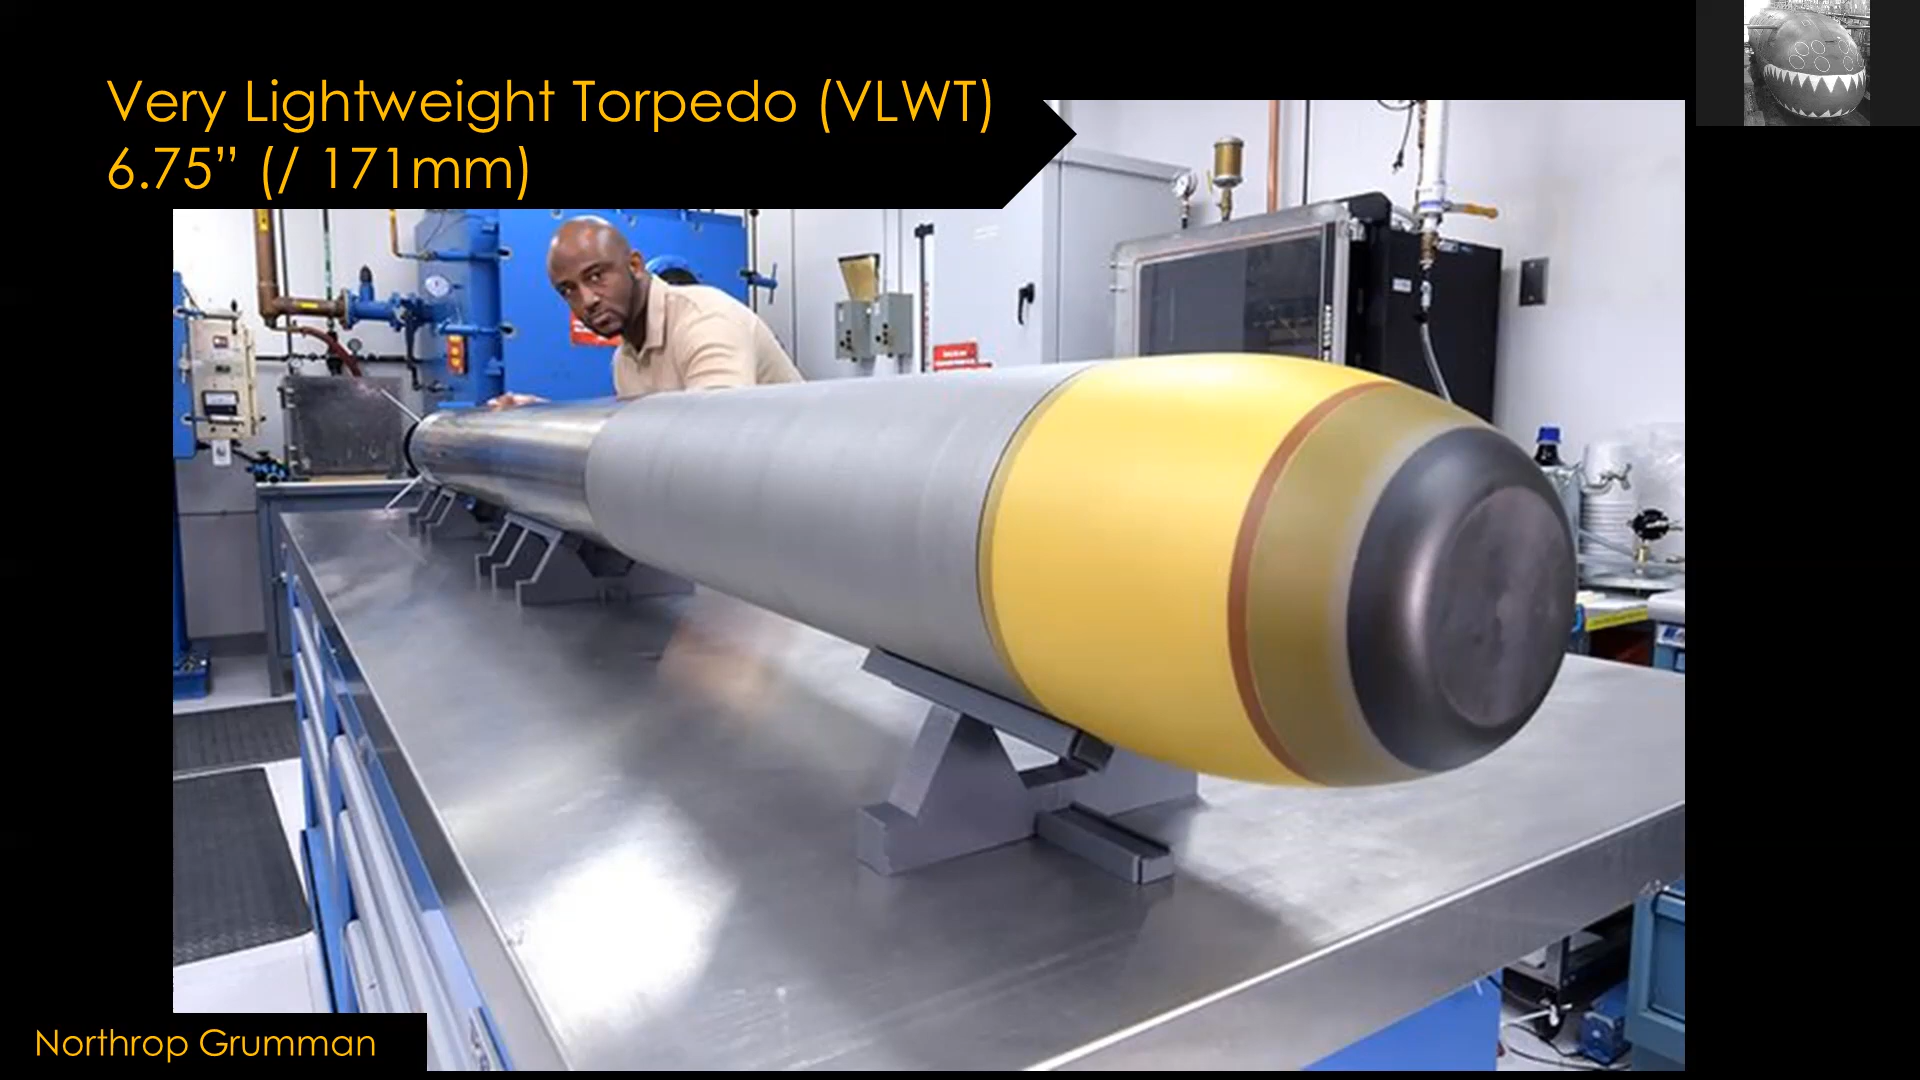 Very Lightweight Torpedo (VLWT)
6.75” (/ 171mm)
Northrop Grumman